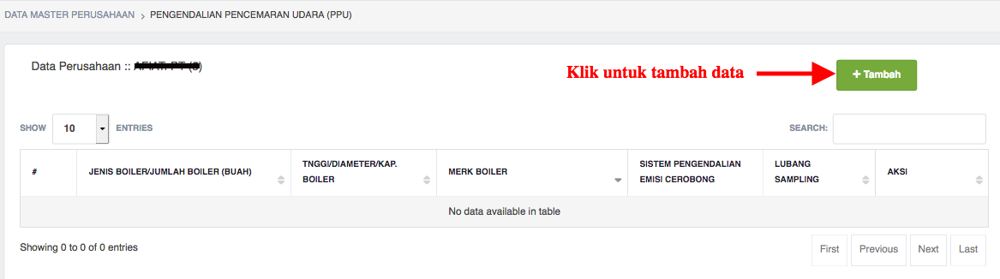 DATA MASTER PERUSAHAAN > PENGENDALIAN PENCEMARAN UDARA (PPU)
Data Perusahaan ::
Klik untuk tambah data
+ Tambah
SHOW 10 ENTRIES
SEARCH:
# JENIS BOILER/JUMLAH BOILER (BUAH)
TNGGI/DIAMETER/KAP.
BOILER
MERK BOILER
SISTEM PENGENDALIAN
EMISI CEROBONG
LUBANG
SAMPLING
AKSI
No data available in table
Showing 0 to 0 of 0 entries
First Previous Next Last